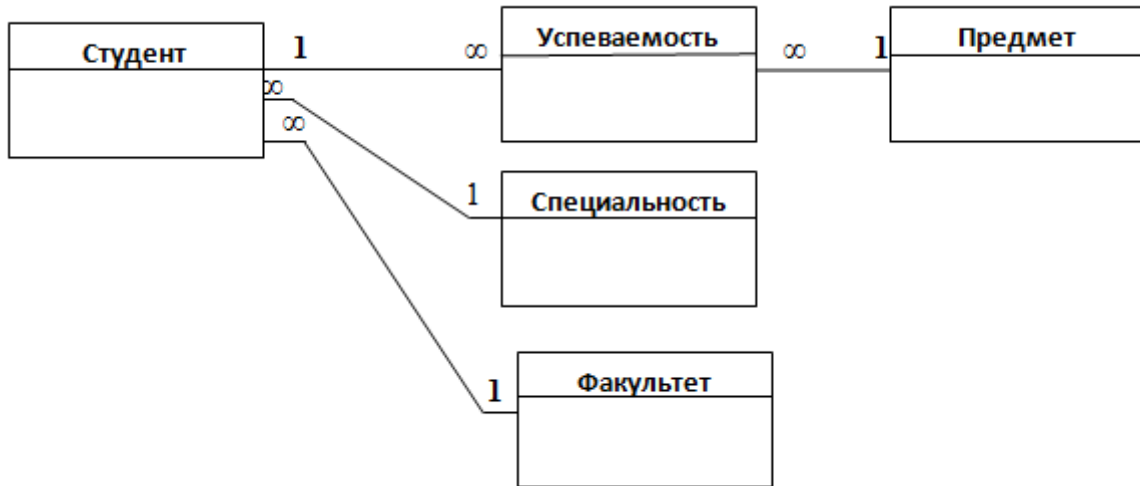 Студент
1
∞
Успеваемость
∞
1
Предмет
∞
∞
1
Специальность
1
Факультет